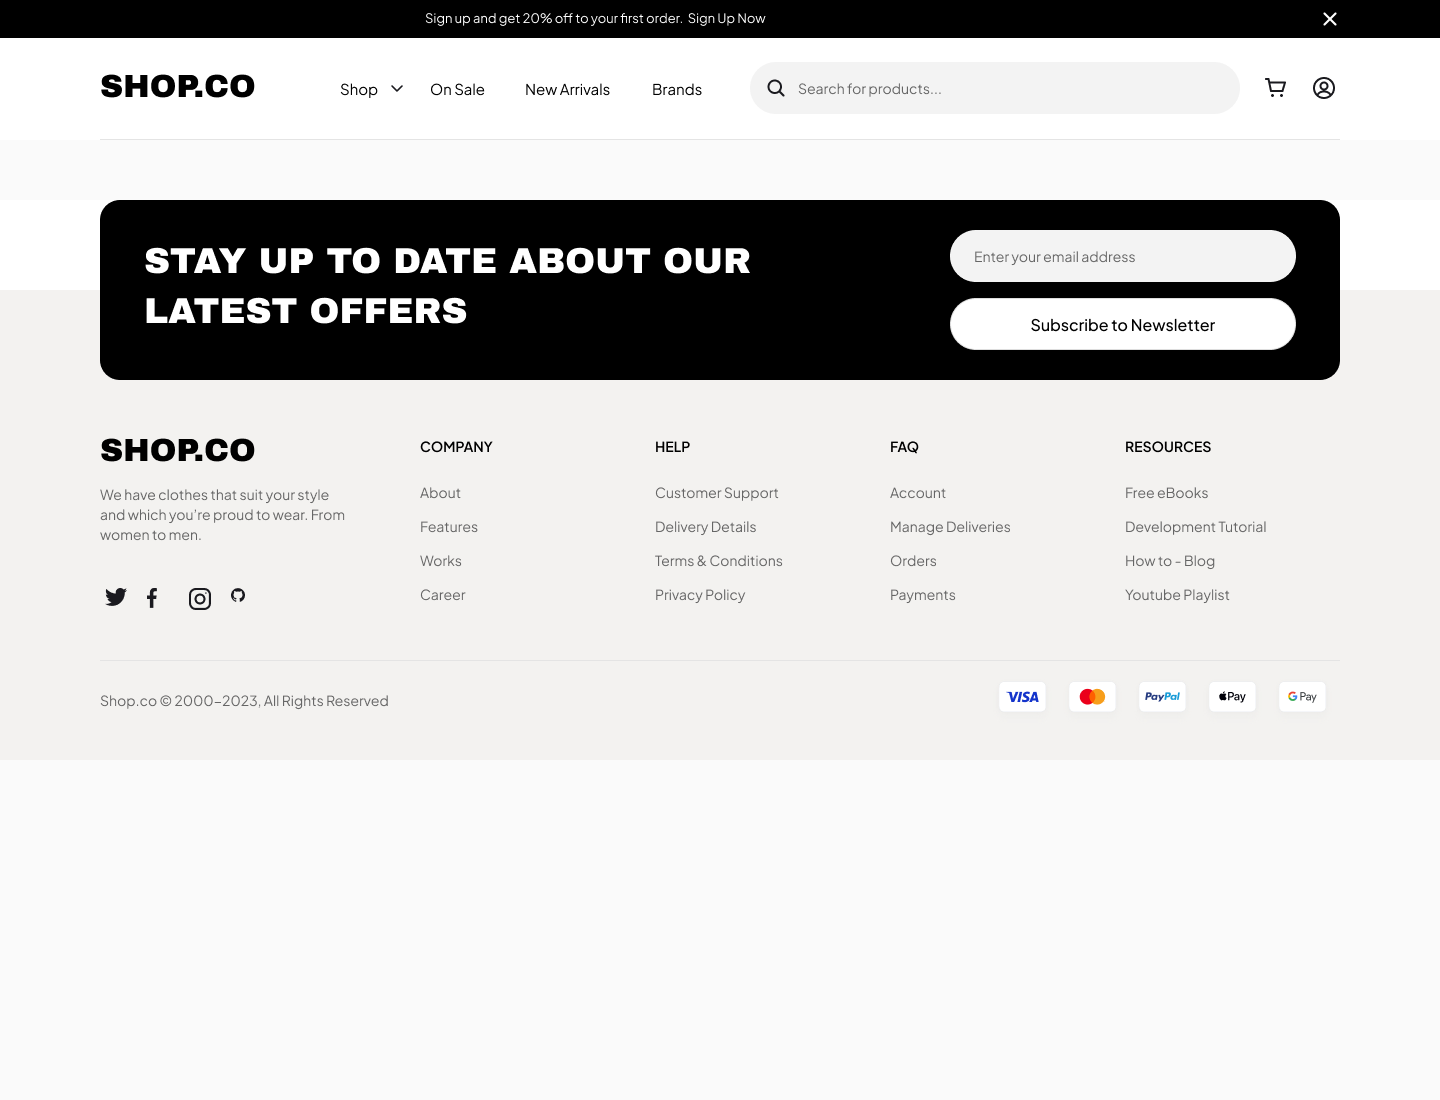 Sign up and get 20% off to your first order. Sign Up Now
SHOP.CO
Shop
On Sale
New Arrivals
Brands
Search for products...
STAY UP TO DATE ABOUT OUR
LATEST OFFERS
Enter your email address
Subscribe to Newsletter
SHOP.CO
We have clothes that suit your style
and which you’re proud to wear. From
women to men.
COMPANY
About
Features
Works
Career
HELP
Customer Support
Delivery Details
Terms & Conditions
Privacy Policy
FAQ
Account
Manage Deliveries
Orders
Payments
RESOURCES
Free eBooks
Development Tutorial
How to - Blog
Youtube Playlist
Shop.co © 2000-2023, All Rights Reserved
VISA
PayPal
Pay
G Pay